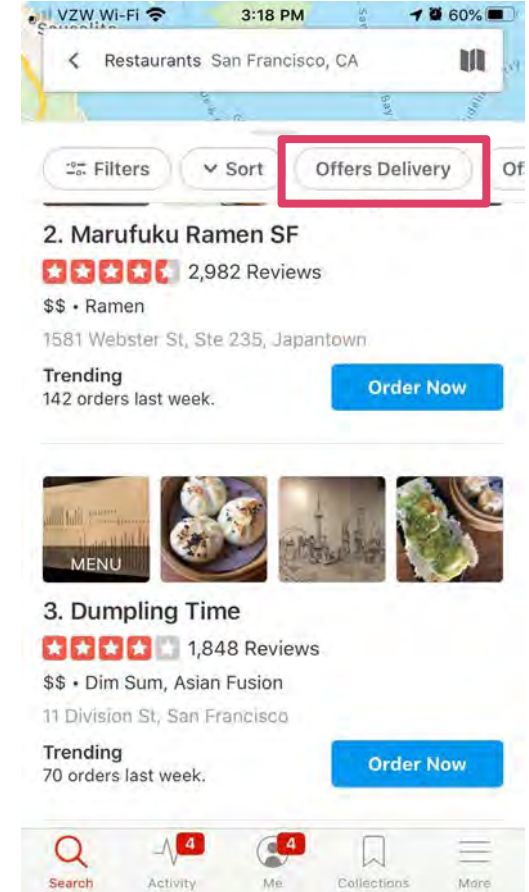 VZW Wi-Fi 3:18 PM 60%
Sausalito
Restaurants San Francisco, CA
Bay
Filters Sort Offers Delivery Of
2. Marufuku Ramen SF
2,982 Reviews
$$ • Ramen
1581 Webster St, Ste 235, Japantown
Trending
142 orders last week.
Order Now
MENU
3. Dumpling Time
1,848 Reviews
$$ • Dim Sum, Asian Fusion
11 Division St, San Francisco
Trending
70 orders last week.
Order Now
4 4
Search Activity Me Collections More